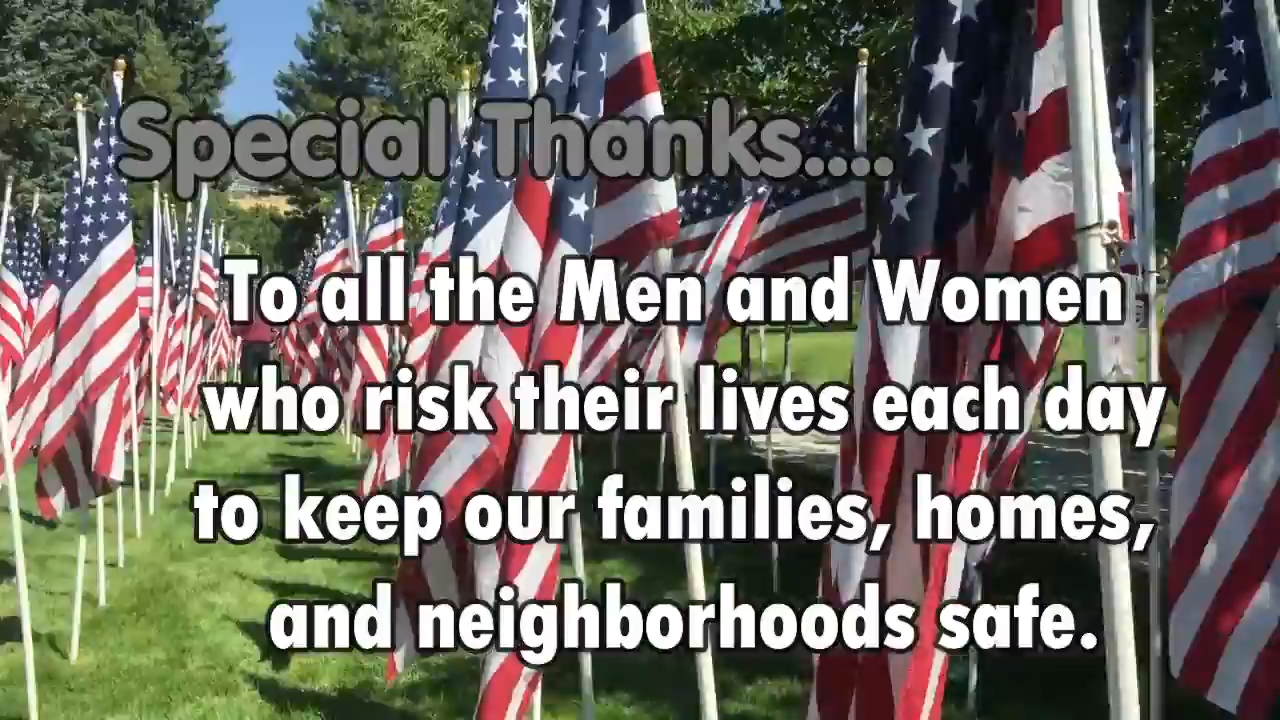 Special Thanks....
To all the Men and Women
who risk their lives each day
to keep our families, homes,
and neighborhoods safe.